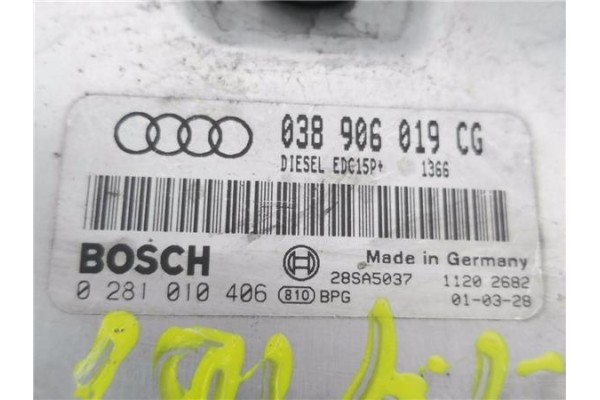 038 906 019 CG
DIESEL EDC15P+ 1366
BOSCH
Made in Germany
28SA5037 1120 2682
0 281 010 406 810 BPG 01-03-28